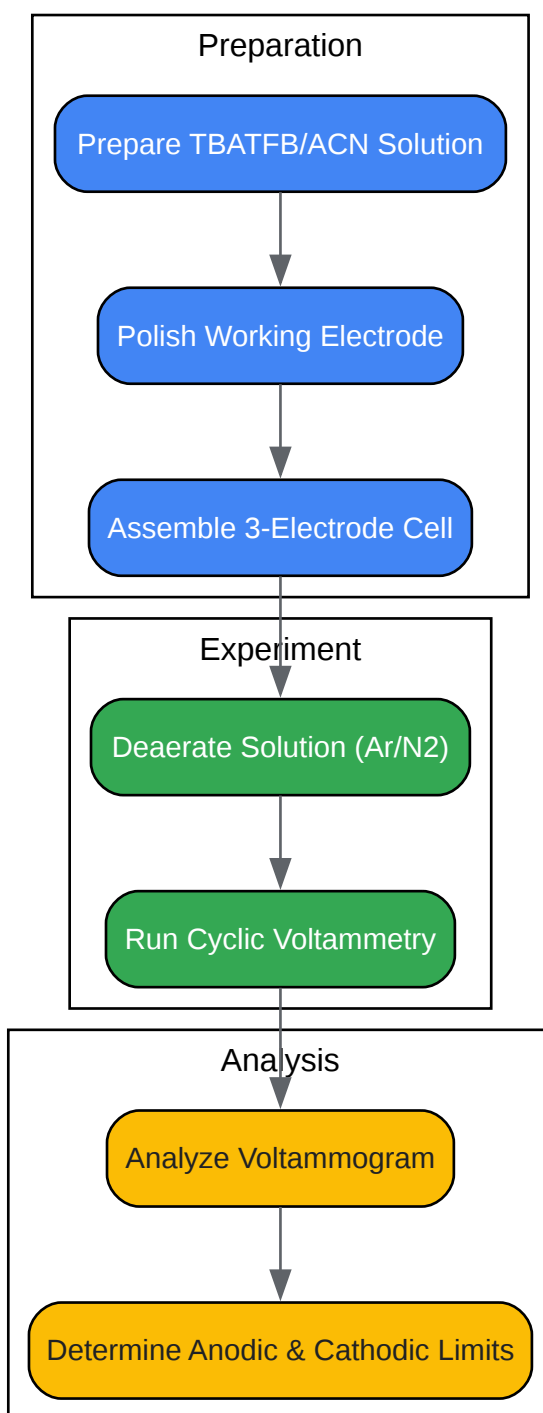 Preparation
Prepare TBATFB/ACN Solution
Polish Working Electrode
Assemble 3-Electrode Cell
Experiment
Deaerate Solution (Ar/N2)
Run Cyclic Voltammetry
Analysis
Analyze Voltammogram
Determine Anodic & Cathodic Limits